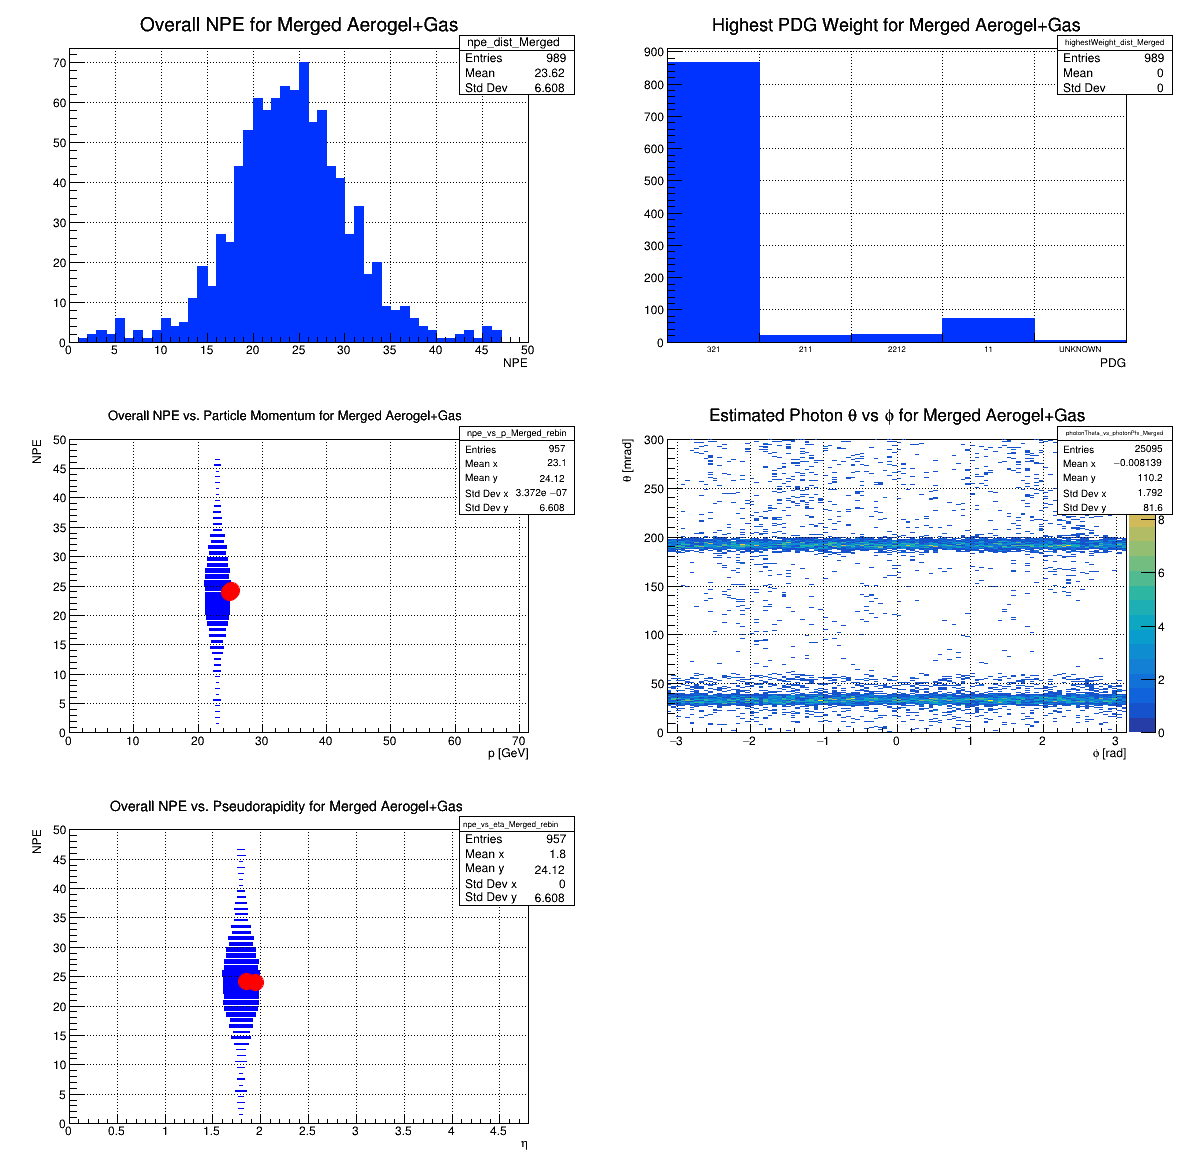 Overall NPE for Merged Aerogel+Gas
npe_dist_Merged
Entries 989
Mean 23.62
Std Dev 6.608
70
60
50
40
30
20
10
0
0 5 10 15 20 25 30 35 40 45 50
NPE
Highest PDG Weight for Merged Aerogel+Gas
highestWeight_dist_Merged
Entries 989
Mean 0
Std Dev 0
900
800
700
600
500
400
300
200
100
0
321 211 2212 11 UNKNOWN
PDG
Overall NPE vs. Particle Momentum for Merged Aerogel+Gas
npe_vs_p_Merged_rebin
Entries 957
Mean x 23.1
Mean y 24.12
Std Dev x 3.372e −07
Std Dev y 6.608
NPE
50
45
40
35
30
25
20
15
10
5
0
0 10 20 30 40 50 60 70
p [GeV]
Estimated Photon θ vs ϕ for Merged Aerogel+Gas
photonTheta_vs_photonPhi_Merged
Entries 25095
Mean x −0.008139
Mean y 110.2
Std Dev x 1.792
Std Dev y 81.6
θ [mrad]
300
250
200
150
100
50
0
−3 −2 −1 0 1 2 3
ϕ [rad]
8
6
4
2
0
Overall NPE vs. Pseudorapidity for Merged Aerogel+Gas
npe_vs_eta_Merged_rebin
Entries 957
Mean x 1.8
Mean y 24.12
Std Dev x 0
Std Dev y 6.608
NPE
50
45
40
35
30
25
20
15
10
5
0
0 0.5 1 1.5 2 2.5 3 3.5 4 4.5
η